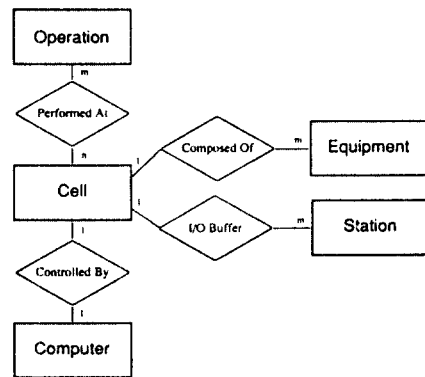 Operation
m
Performed At
n
1
Composed Of
m
Equipment
Cell
1
1
I/O Buffer
m
Station
Controlled By
1
Computer